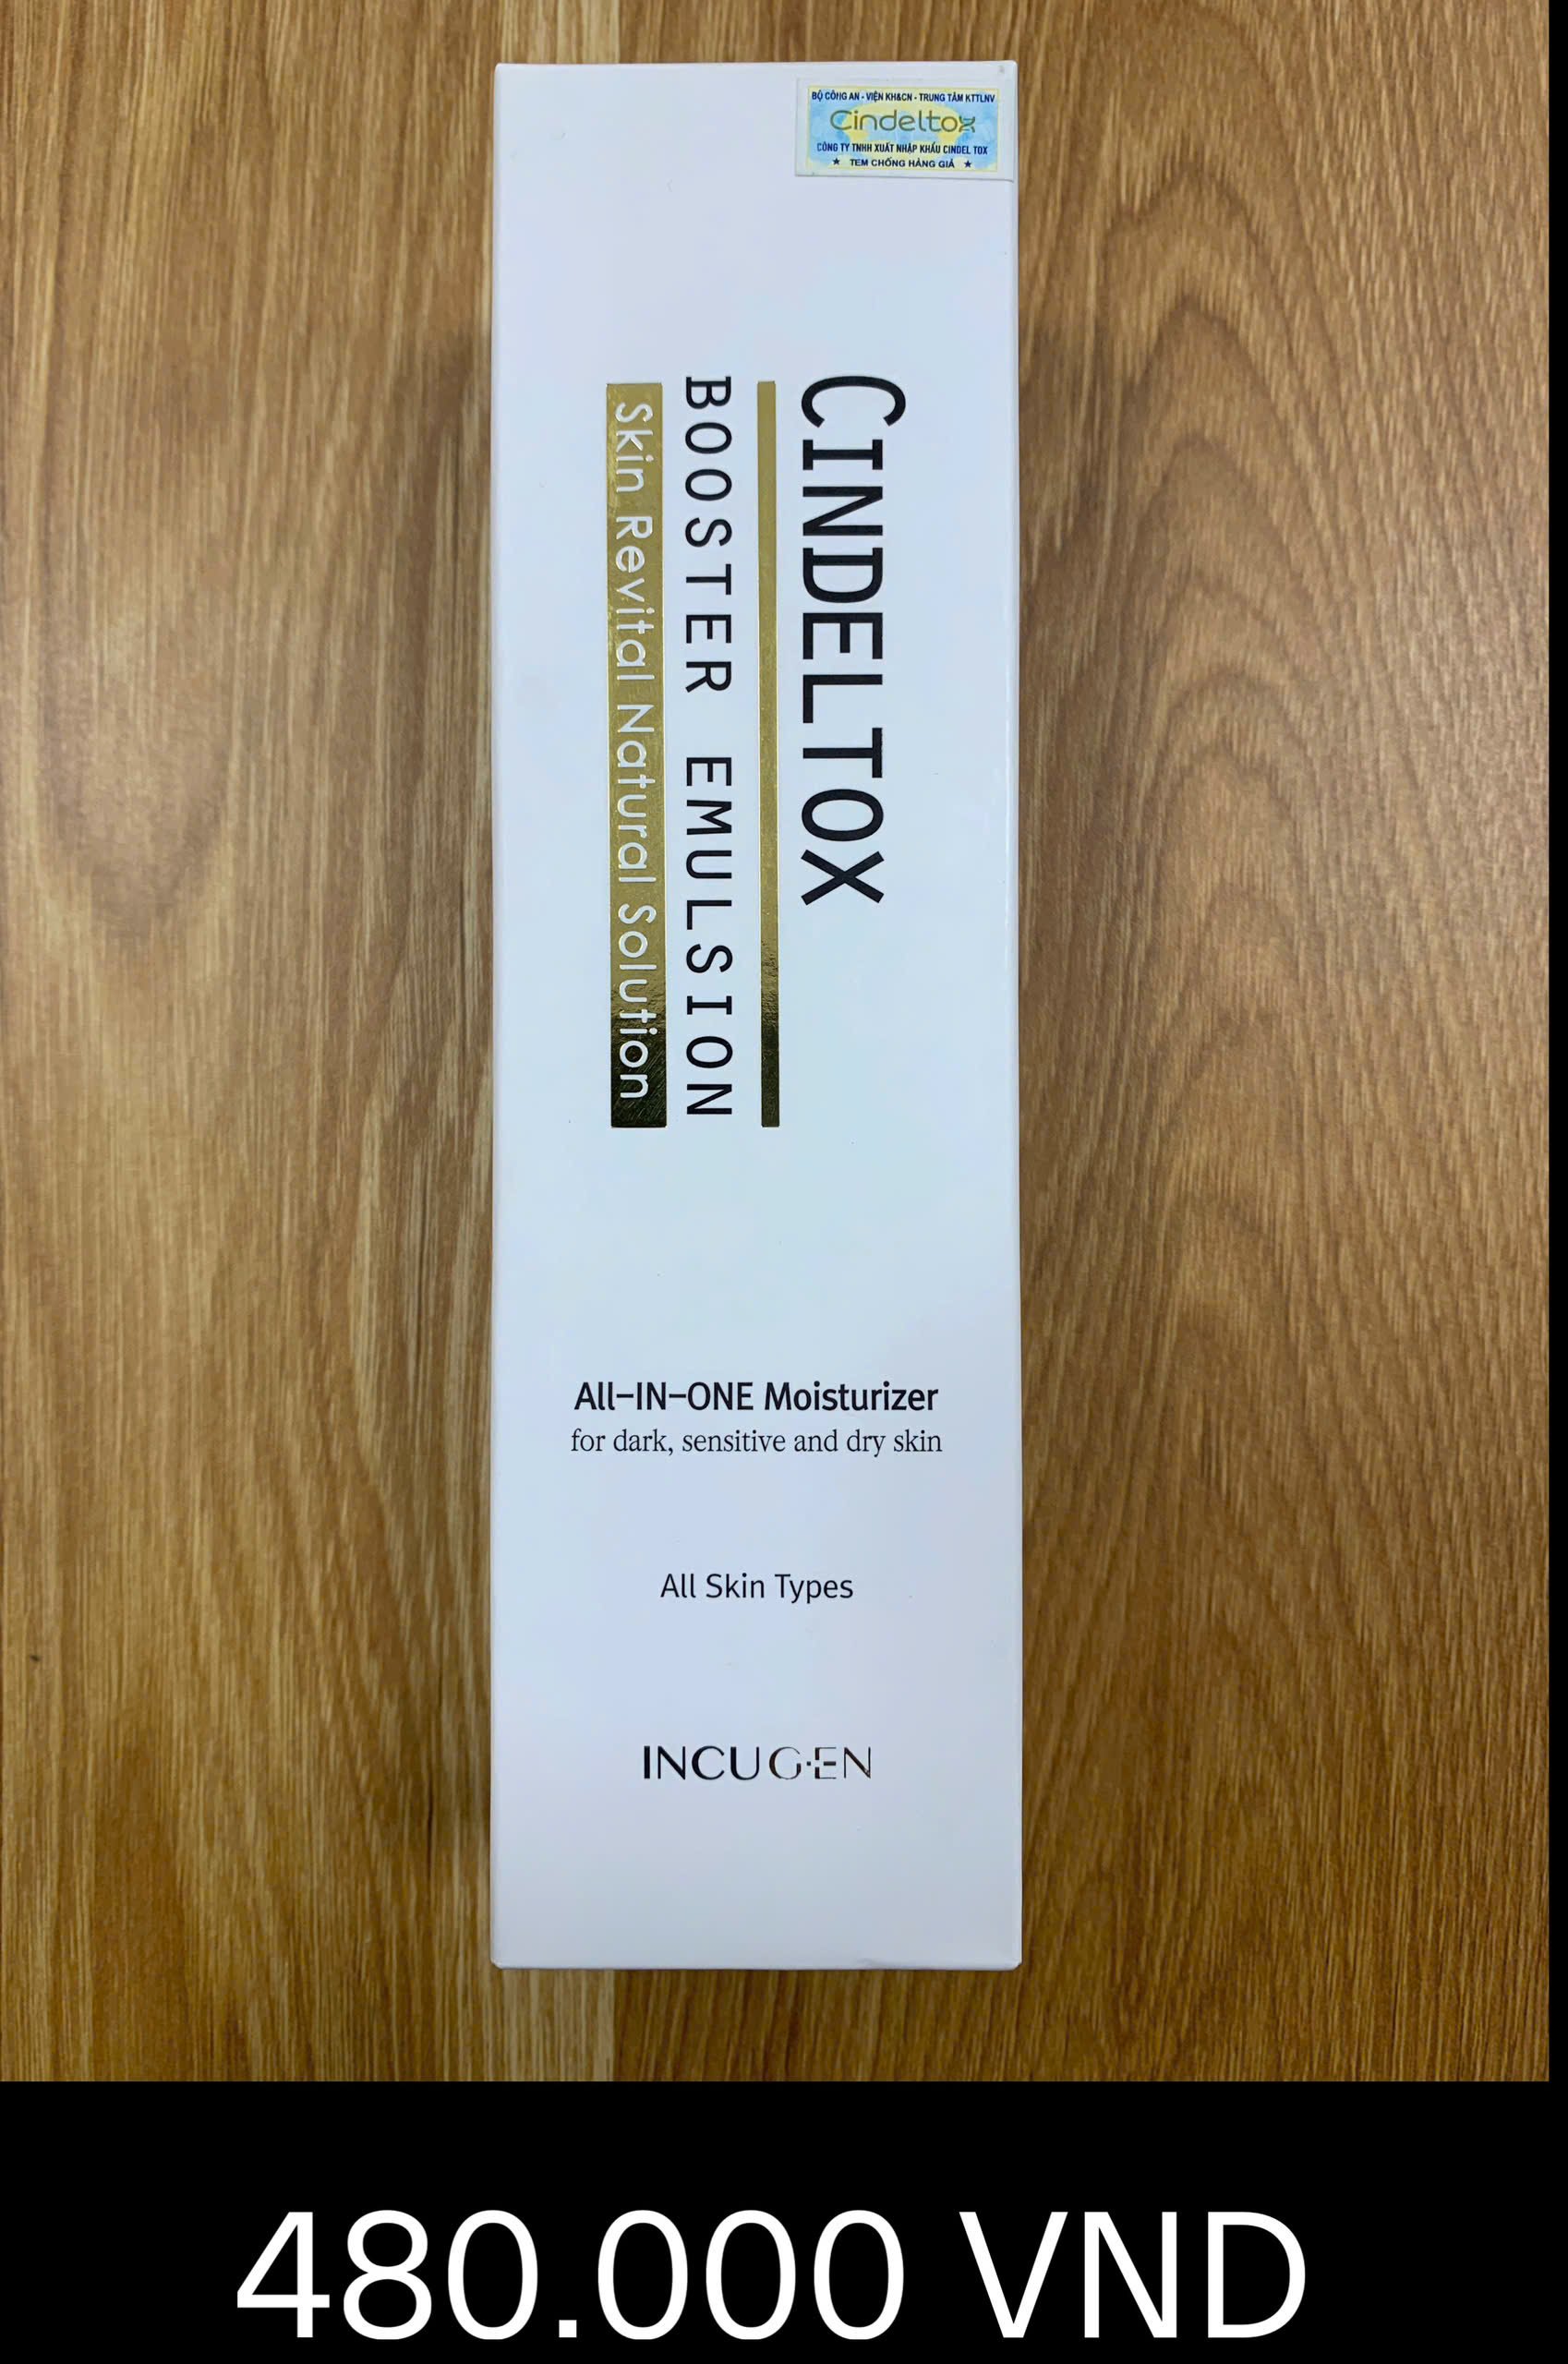 BỘ CÔNG AN - VIỆN KH&CN - TRUNG TÂM KTTLNV
Cindeltox
CÔNG TY TNHH XUẤT NHẬP KHẨU CINDEL TOX
★ TEM CHỐNG HÀNG GIẢ ★
CINDELTOX
BOOSTER EMULSION
Skin Revital Natural Solution
All-IN-ONE Moisturizer
for dark, sensitive and dry skin
All Skin Types
INCUGEN
480.000 VND